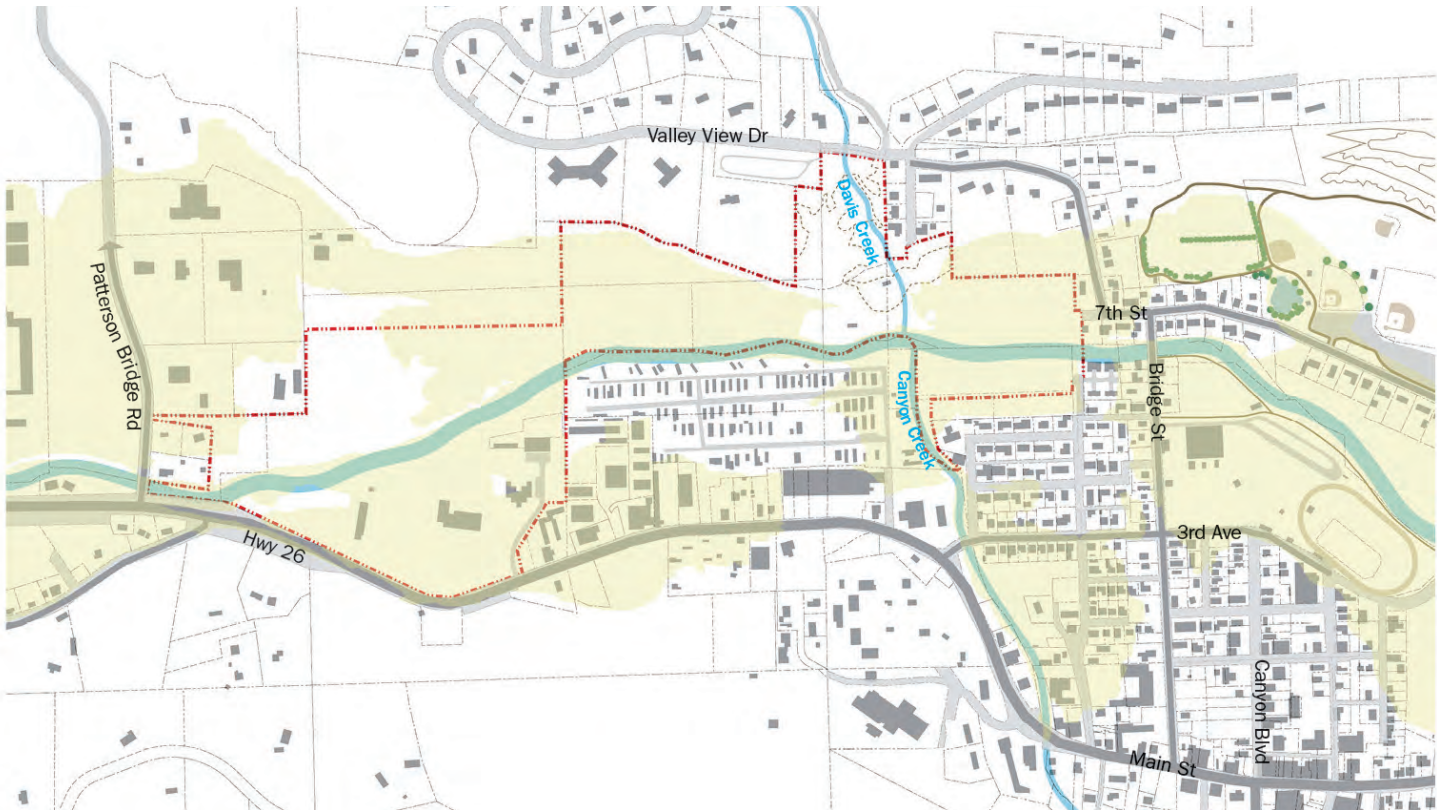 Valley View Dr
Davis Creek
Patterson Bridge Rd
7th St
Bridge St
Canyon Creek
3rd Ave
Hwy 26
Canyon Blvd
Main St